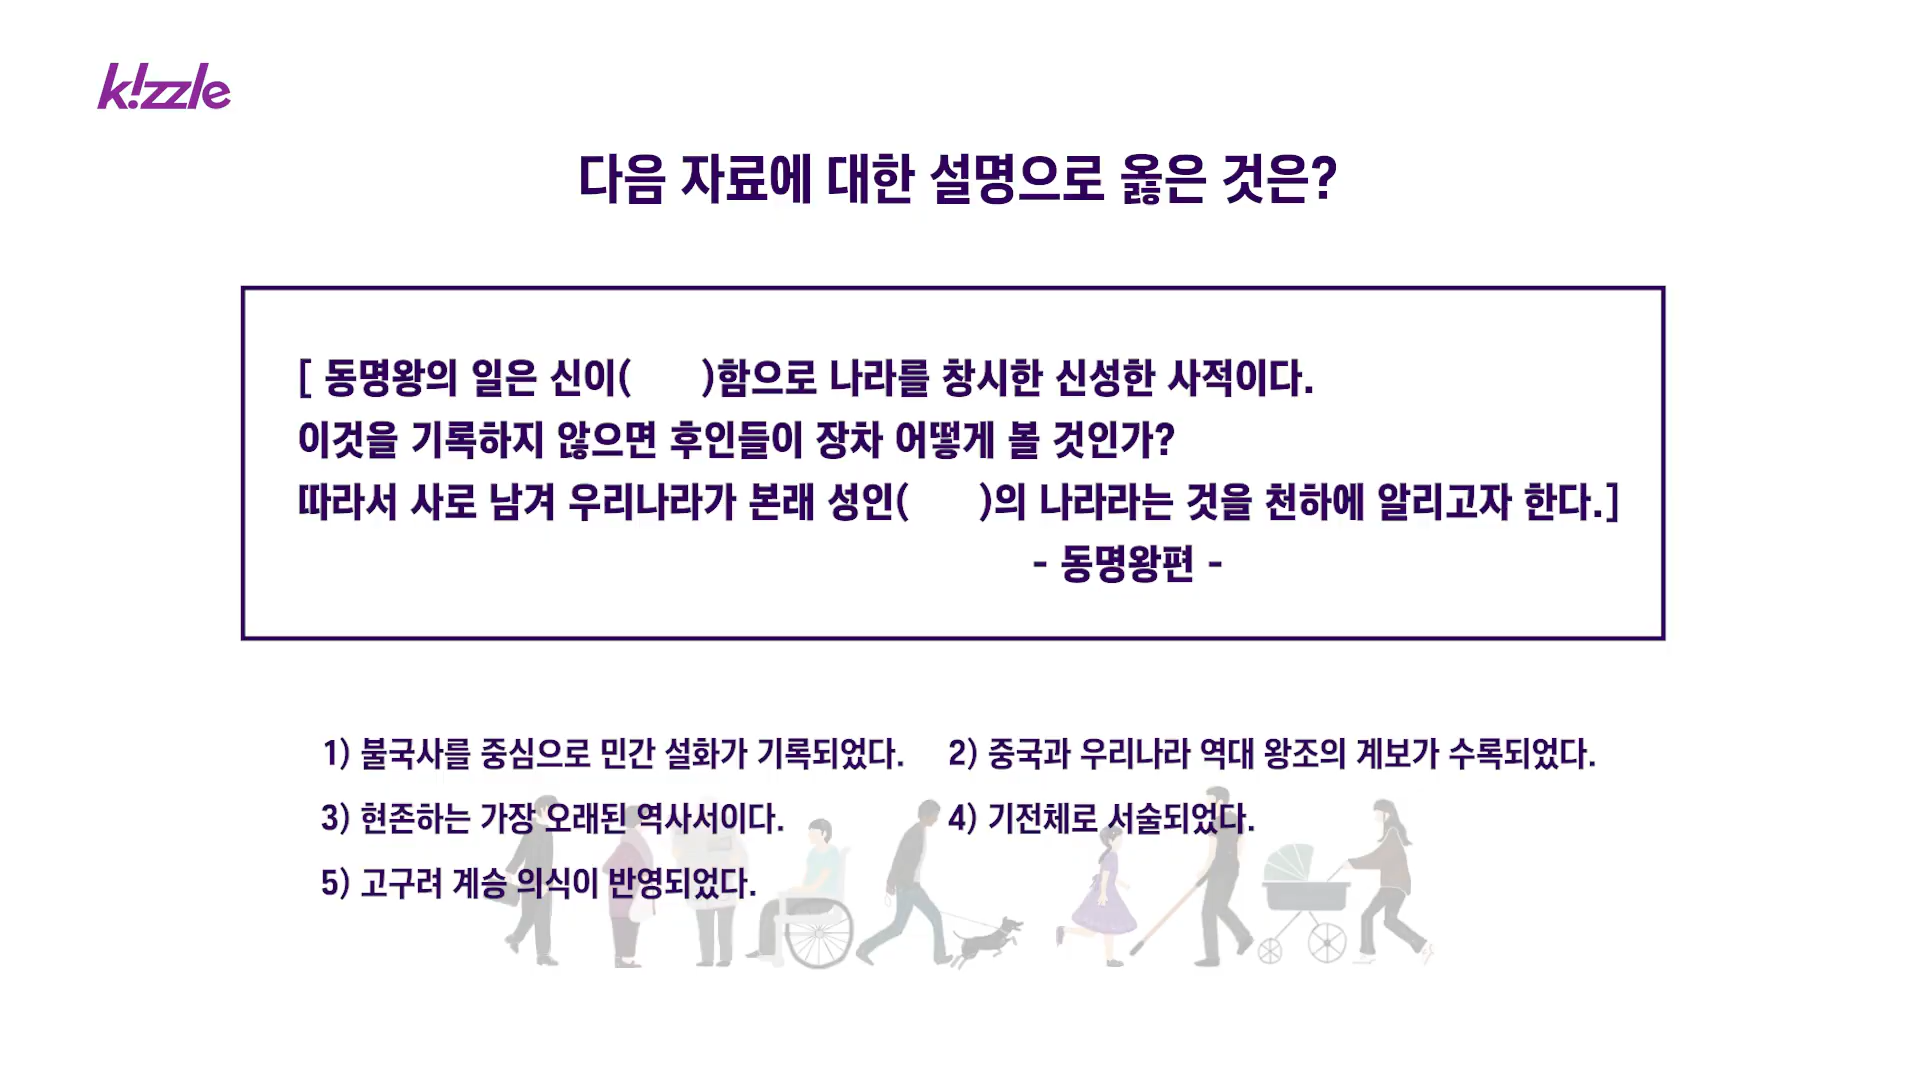 k!zzle
다음 자료에 대한 설명으로 옳은 것은?
[ 동명왕의 일은 신이(      )함으로 나라를 창시한 신성한 사적이다.
이것을 기록하지 않으면 후인들이 장차 어떻게 볼 것인가?
따라서 사로 남겨 우리나라가 본래 성인(      )의 나라라는 것을 천하에 알리고자 한다.]
- 동명왕편 -
1) 불국사를 중심으로 민간 설화가 기록되었다.
2) 중국과 우리나라 역대 왕조의 계보가 수록되었다.
3) 현존하는 가장 오래된 역사서이다.
4) 기전체로 서술되었다.
5) 고구려 계승 의식이 반영되었다.